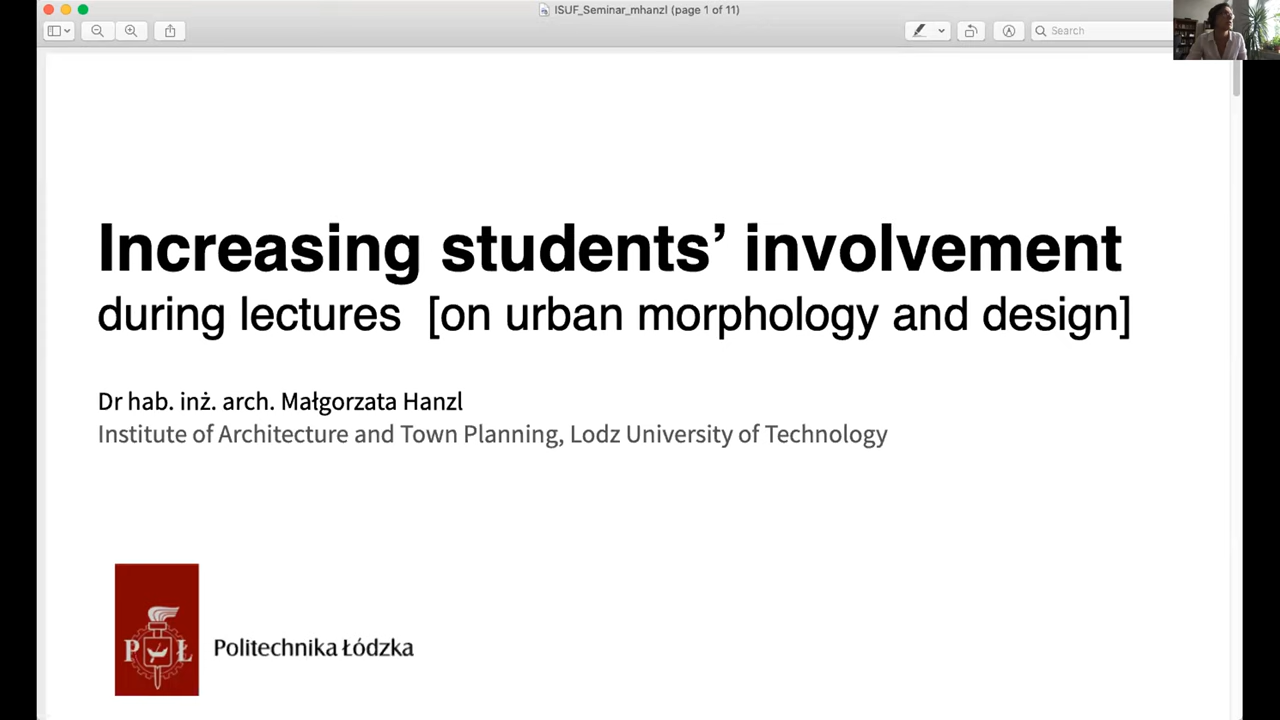 ISUF_Seminar_mhanzl (page 1 of 11)
Search
Increasing students’ involvement
during lectures [on urban morphology and design]
Dr hab. inż. arch. Małgorzata Hanzl
Institute of Architecture and Town Planning, Lodz University of Technology
P Ł
Politechnika Łódzka